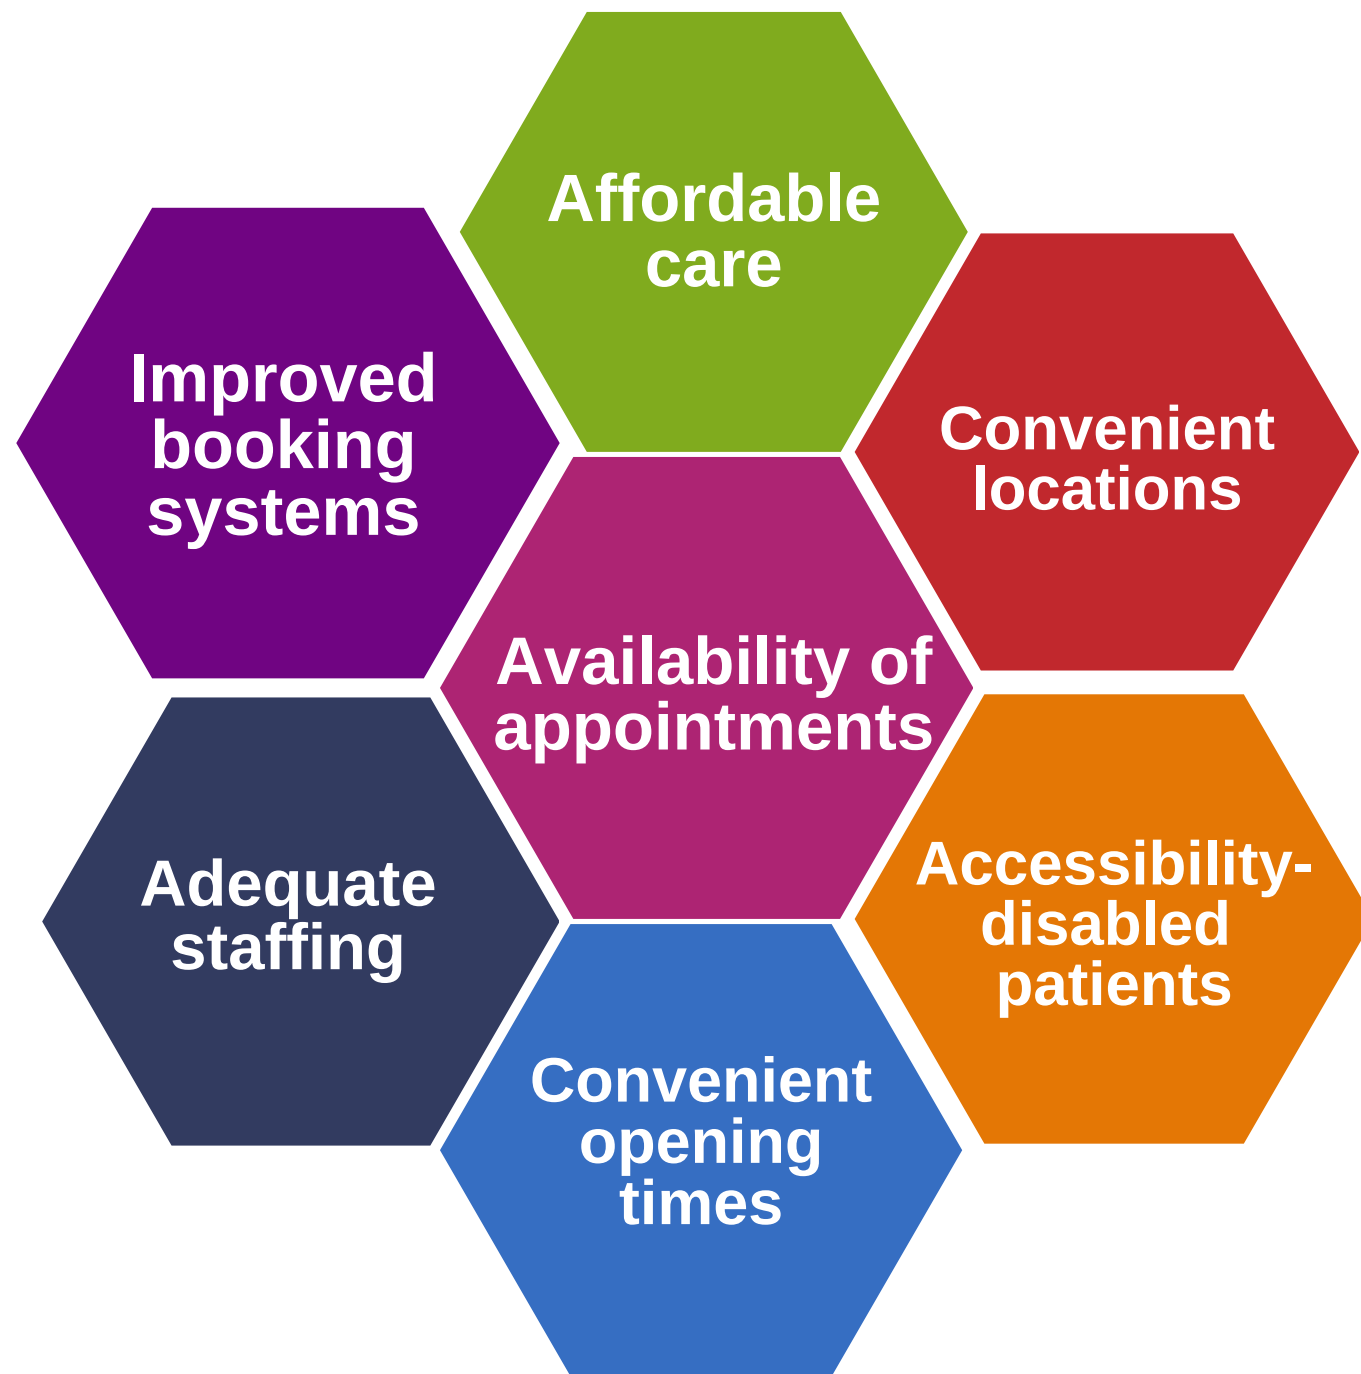 Affordable
care
Improved
booking
systems
Convenient
locations
Availability of
appointments
Adequate
staffing
Accessibility-
disabled
patients
Convenient
opening
times